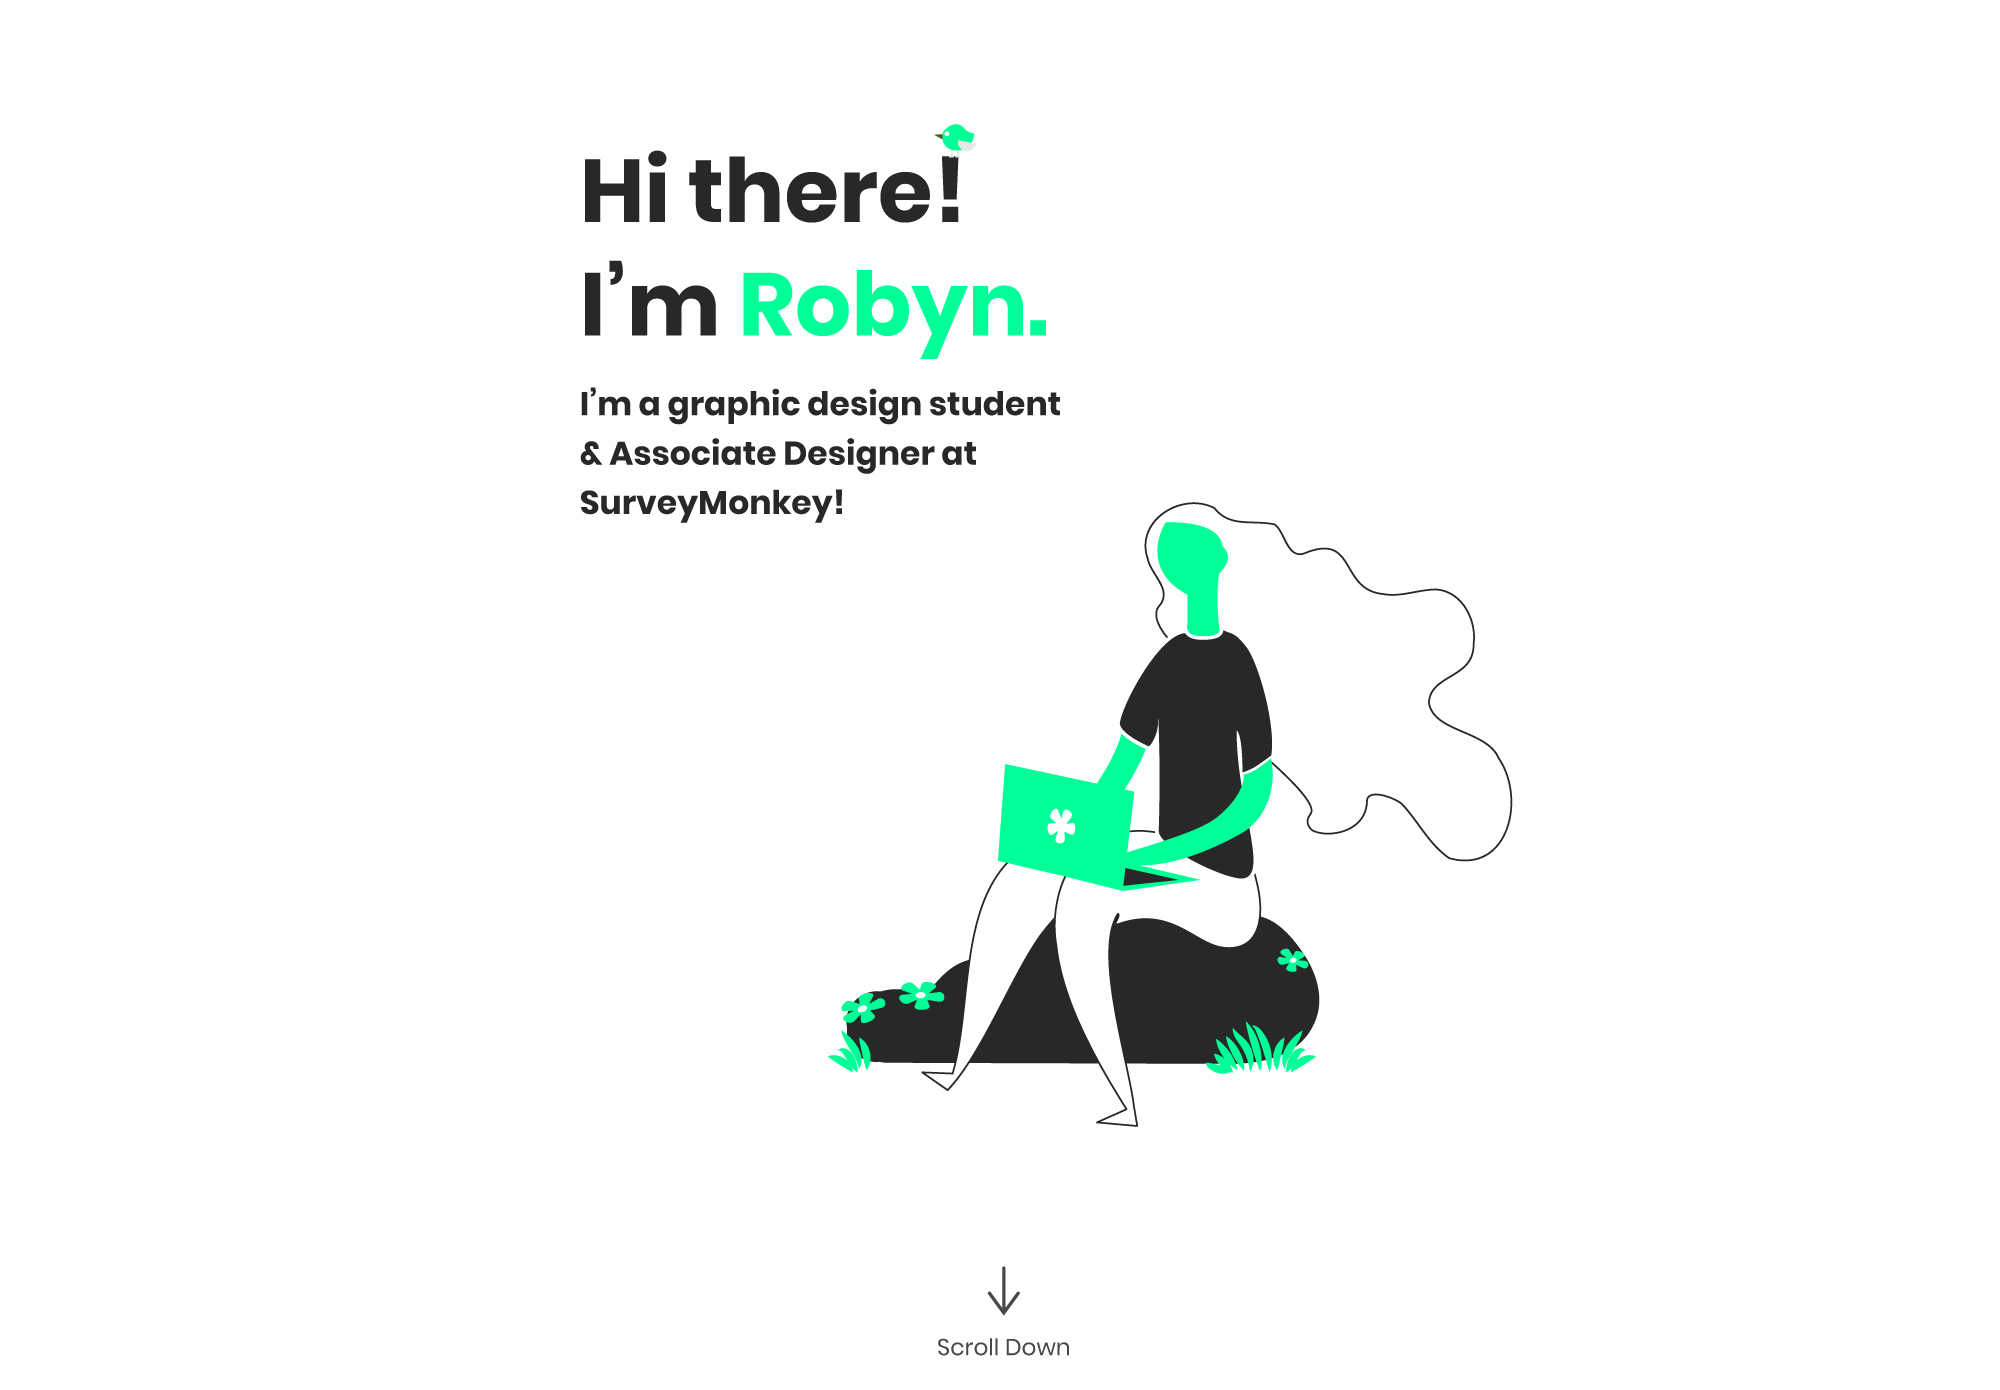 Hi there!
I’m Robyn.
I’m a graphic design student
& Associate Designer at
SurveyMonkey!
Scroll Down